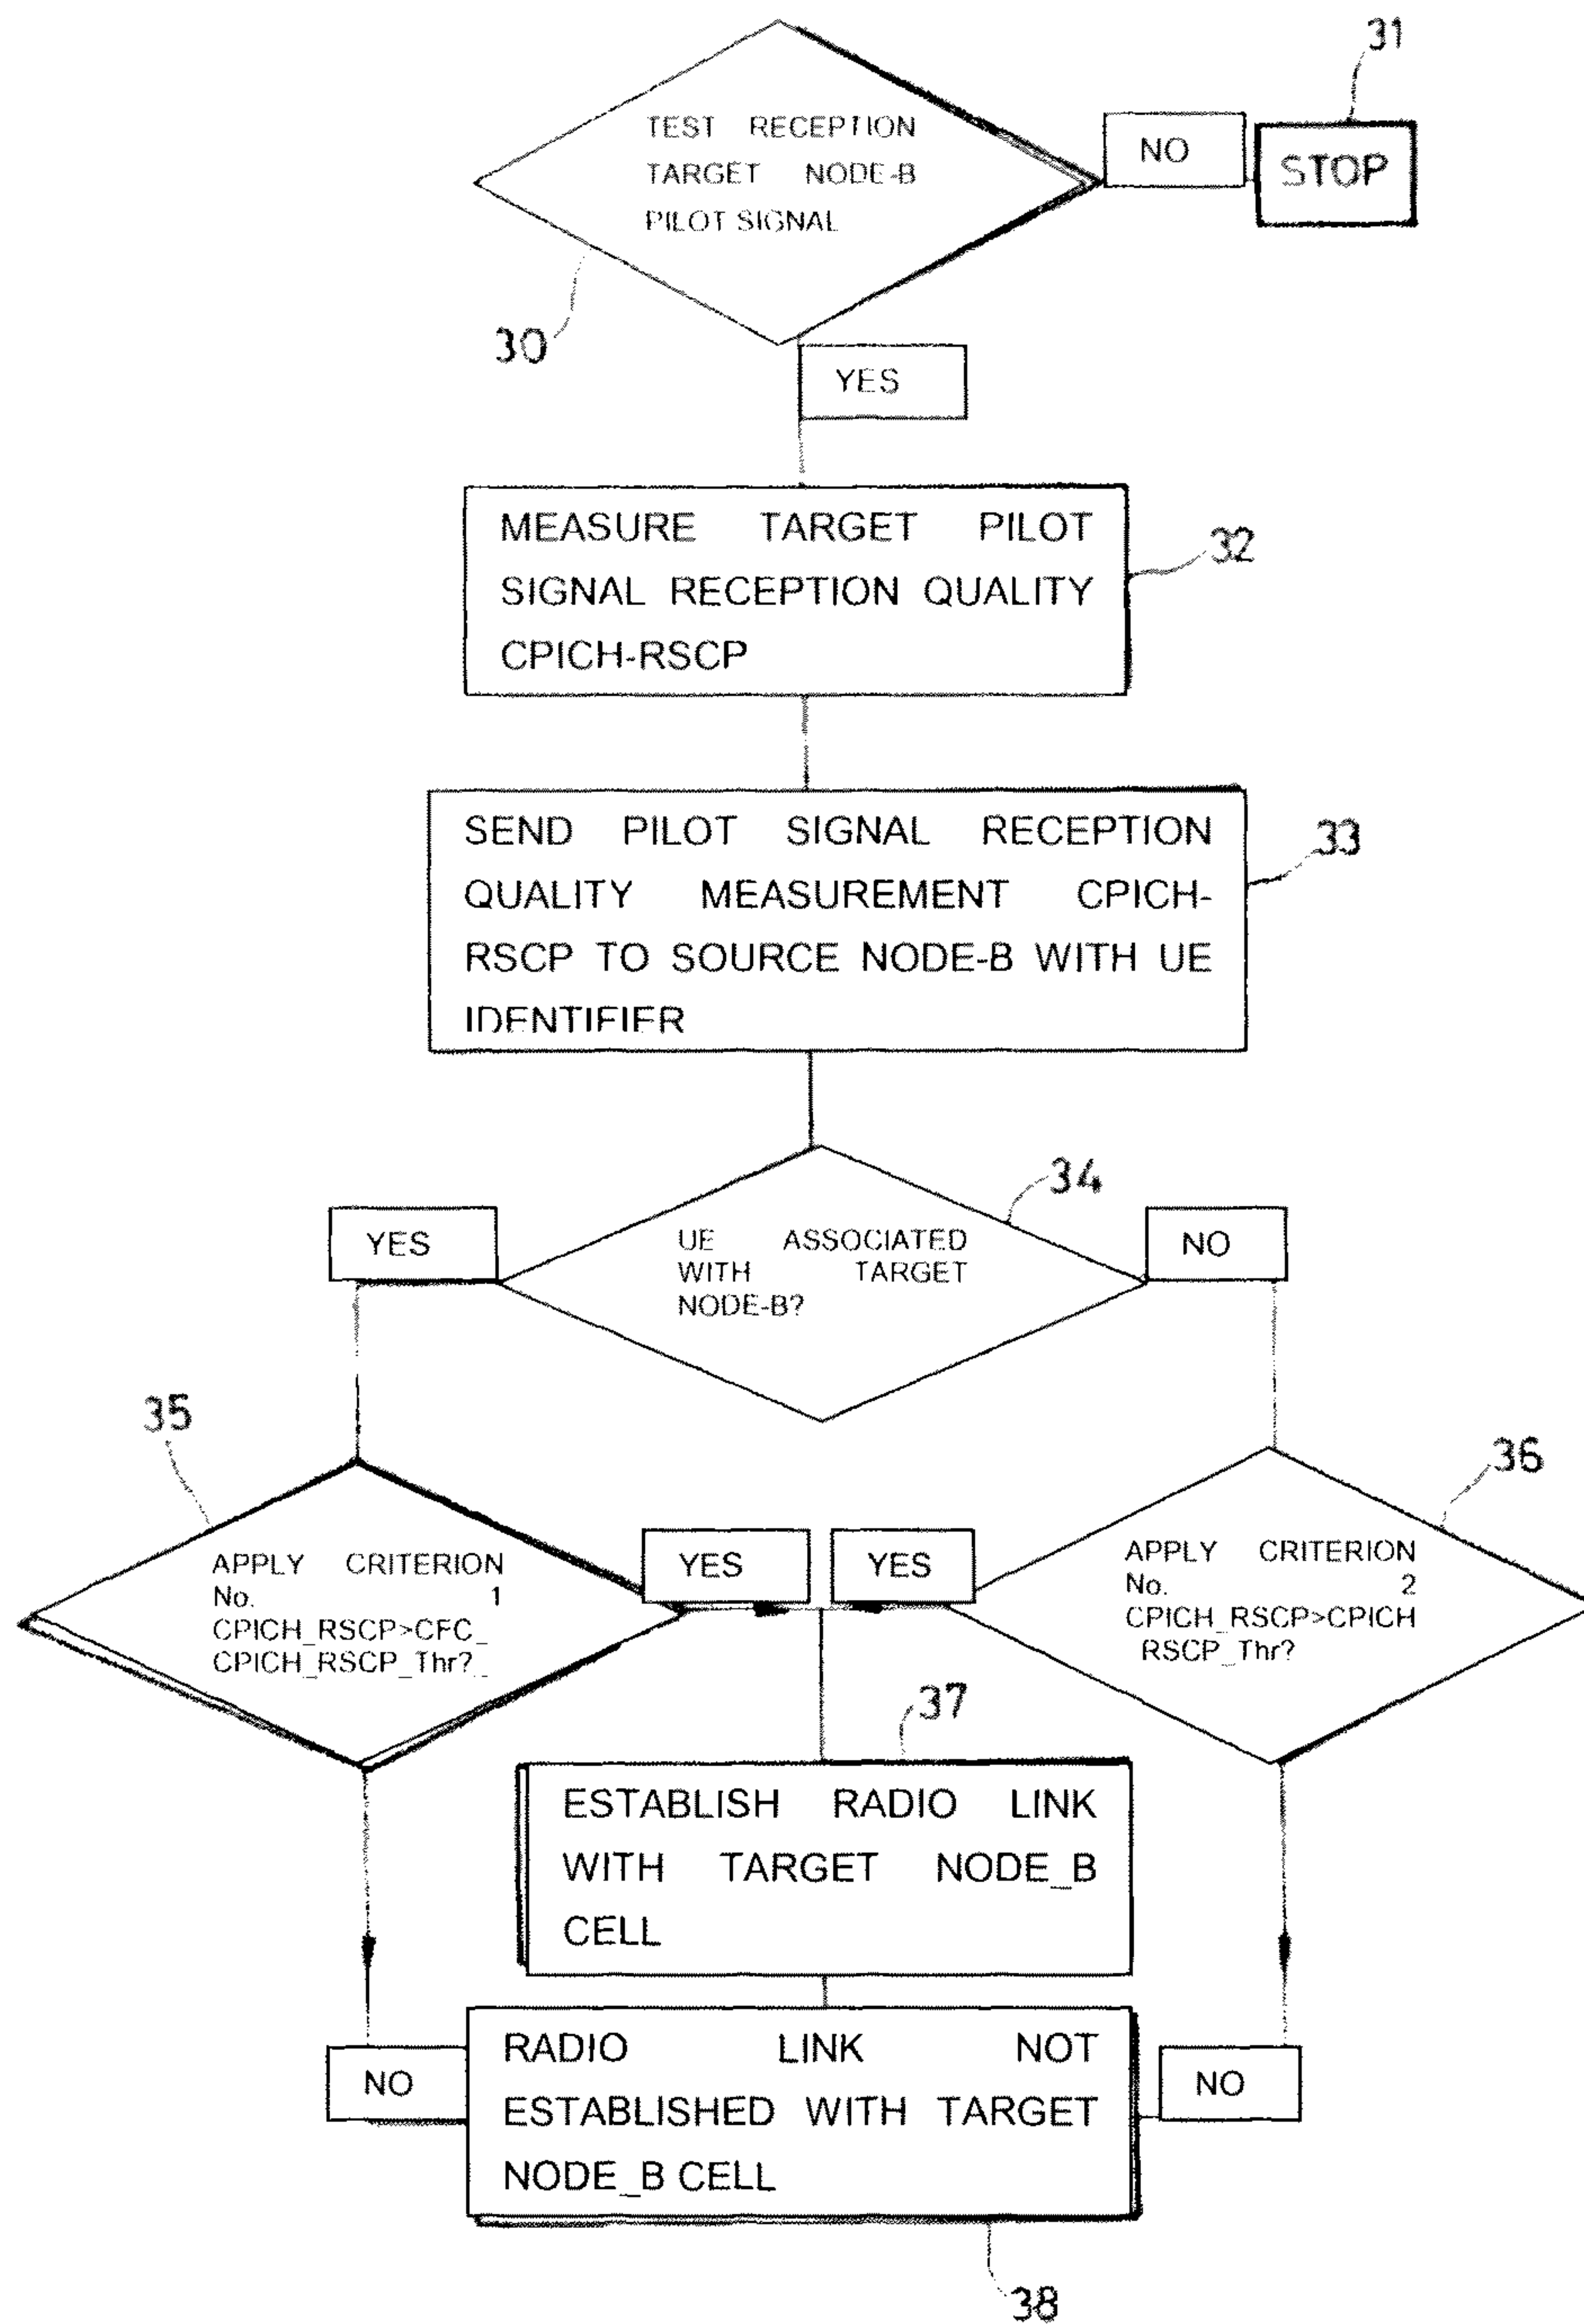 31
TEST RECEPTION
TARGET NODE-B
PILOT SIGNAL
NO
STOP
30
YES
MEASURE TARGET PILOT
SIGNAL RECEPTION QUALITY
CPICH-RSCP
32
SEND PILOT SIGNAL RECEPTION
QUALITY MEASUREMENT CPICH-
RSCP TO SOURCE NODE-B WITH UE
IDENTIFIER
33
34
YES
UE ASSOCIATED
WITH TARGET
NODE-B?
NO
35
36
APPLY CRITERION
No. 1
CPICH_RSCP>CFC_
CPICH_RSCP_Thr?_
YES
YES
APPLY CRITERION
No. 2
CPICH_RSCP>CPICH
RSCP_Thr?
37
ESTABLISH RADIO LINK
WITH TARGET NODE_B
CELL
NO
RADIO LINK NOT
ESTABLISHED WITH TARGET
NODE_B CELL
NO
38